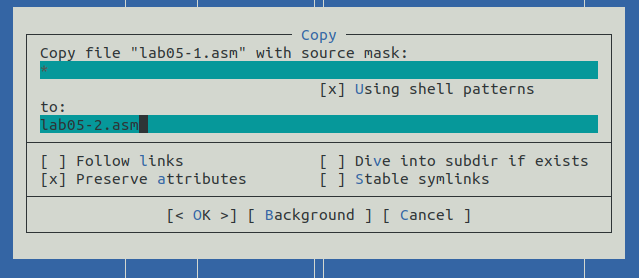 Copy
Copy file "lab05-1.asm" with source mask:
*
[x] Using shell patterns
to:
lab05-2.asm
[ ] Follow links [ ] Dive into subdir if exists
[x] Preserve attributes [ ] Stable symlinks
[< OK >] [ Background ] [ Cancel ]